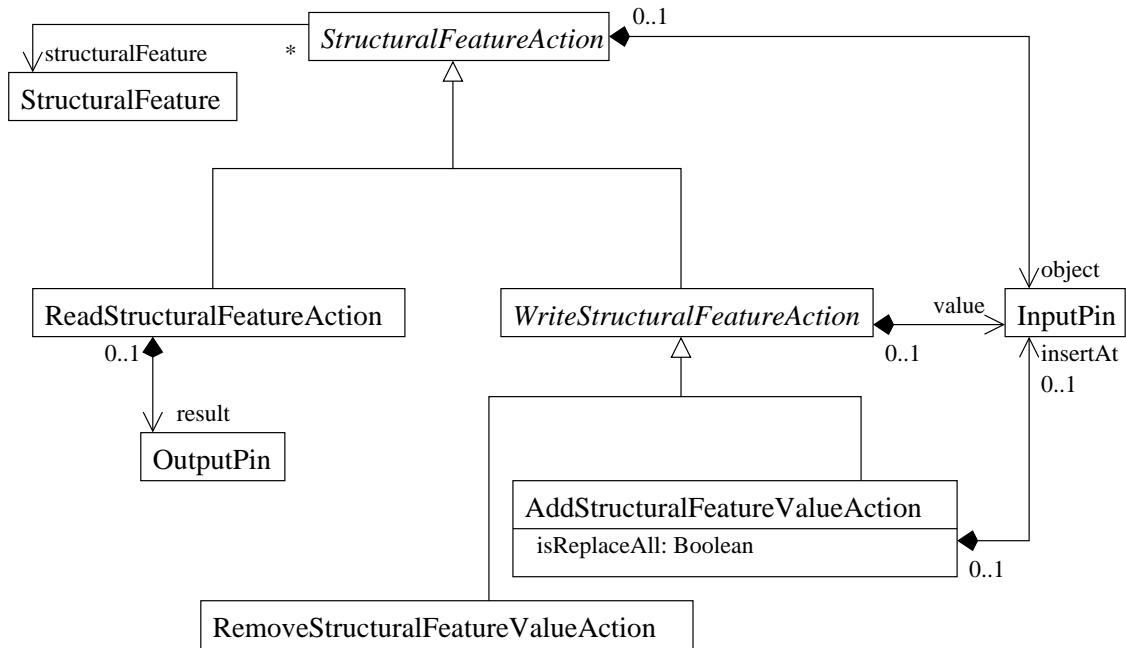 0..1
StructuralFeatureAction
*
structuralFeature
StructuralFeature
object
ReadStructuralFeatureAction
WriteStructuralFeatureAction
value
InputPin
0..1
0..1
insertAt
0..1
result
OutputPin
AddStructuralFeatureValueAction
isReplaceAll: Boolean
0..1
RemoveStructuralFeatureValueAction